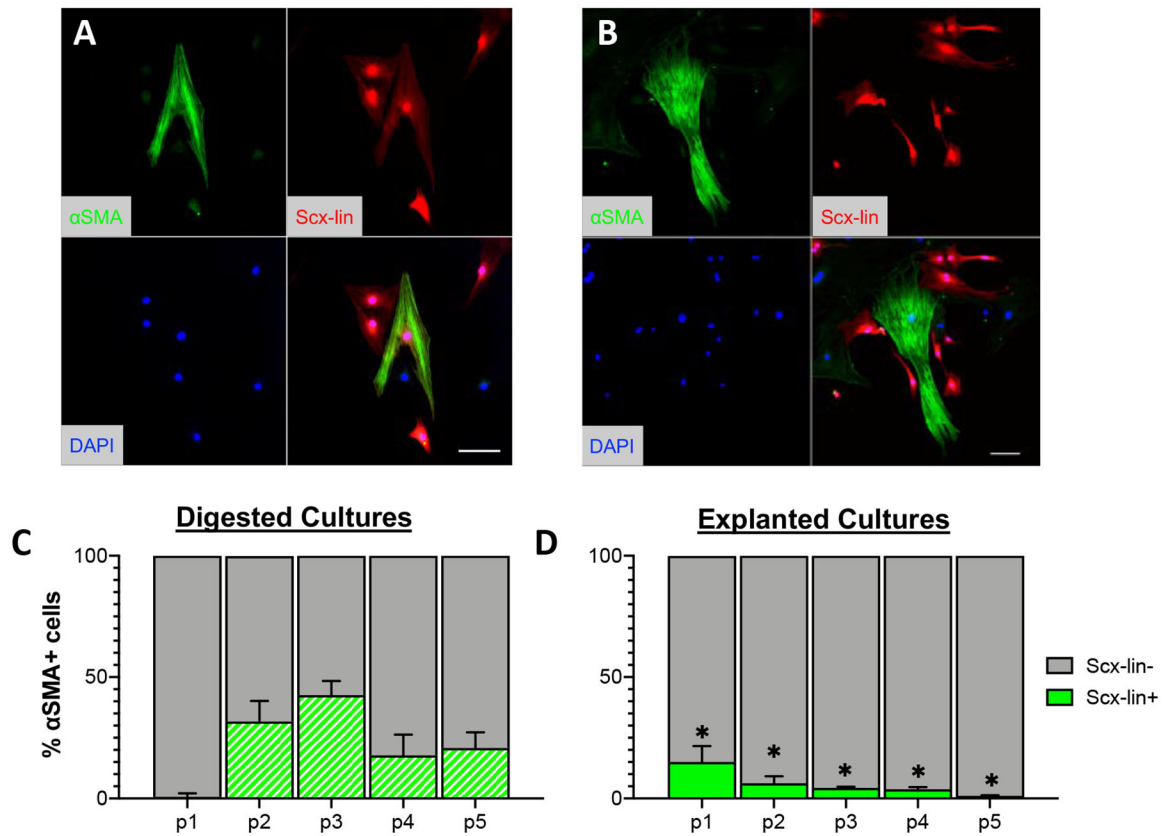 A
B
αSMA
Scx-lin
αSMA
Scx-lin
DAPI
DAPI
C
Digested Cultures
D
Explanted Cultures
% αSMA+ cells
100
50
0
p1 p2 p3 p4 p5
100
50
0
* * * * *
p1 p2 p3 p4 p5
Scx-lin-
Scx-lin+